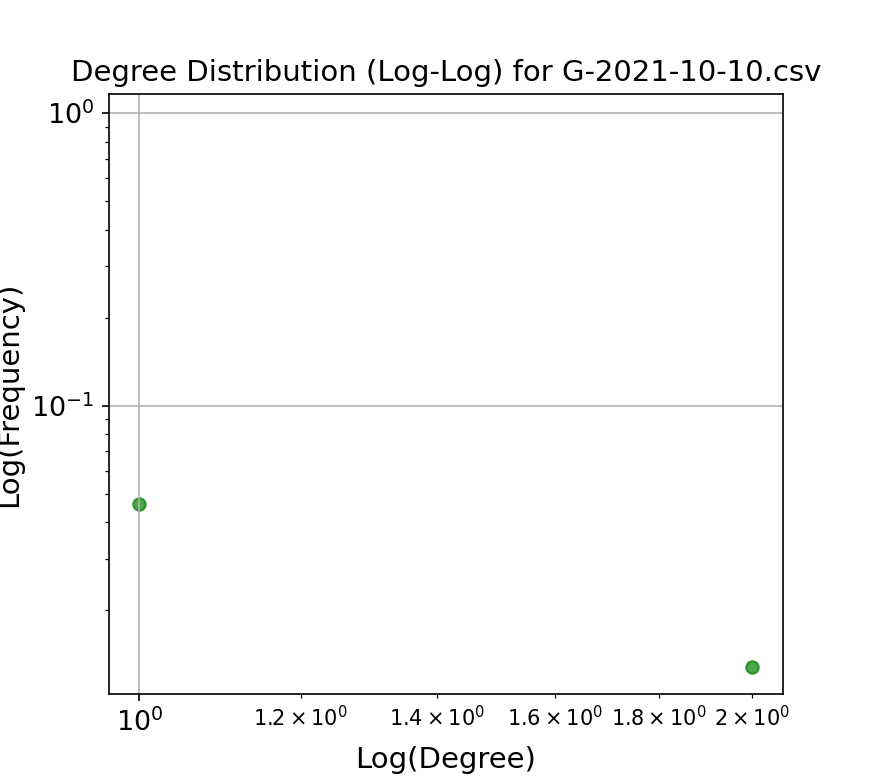 Degree Distribution (Log-Log) for G-2021-10-10.csv
10⁰
10⁻¹
Log(Frequency)
10⁰ 1.2 × 10⁰ 1.4 × 10⁰ 1.6 × 10⁰ 1.8 × 10⁰ 2 × 10⁰
Log(Degree)